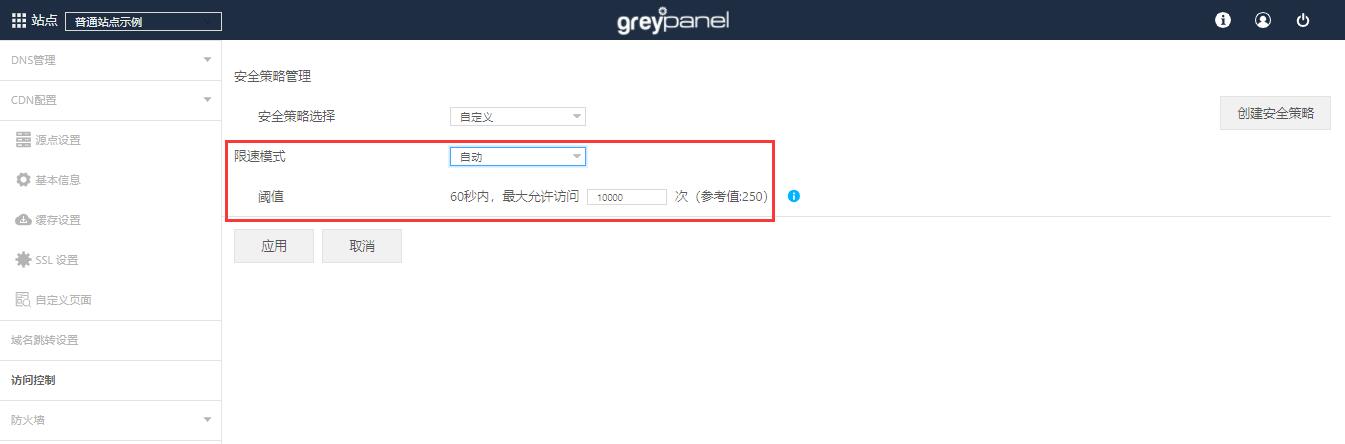 站点 普通站点示例 greypanel
DNS管理
CDN配置
源点设置
基本信息
缓存设置
SSL 设置
自定义页面
域名跳转设置
访问控制
防火墙
安全策略管理
安全策略选择 自定义 创建安全策略
限速模式 自动
阈值 60秒内，最大允许访问 10000 次（参考值:250）
应用 取消